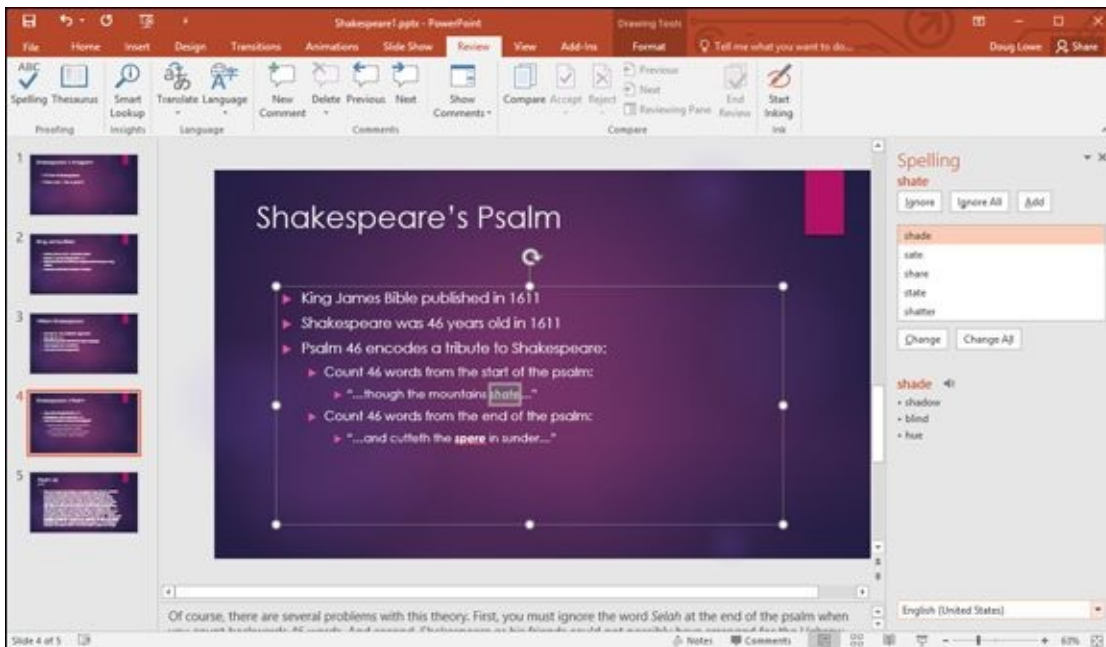 Shakespeare1.pptx - PowerPoint
Drawing Tools
Doug Lowe Share
File Home Insert Design Transitions Animations Slide Show Review View Add-ins Format Tell me what you want to do...
ABC
Spelling Thesaurus Smart Lookup Translate Language New Comment Delete Previous Next Show Comments Compare Accept Reject Previous Next Reviewing Pane End Review Start Inking
Proofing Insights Language Comments Compare Ink
1
2
3
4
5
Shakespeare's Psalm
King James Bible published in 1611
Shakespeare was 46 years old in 1611
Psalm 46 encodes a tribute to Shakespeare:
Count 46 words from the start of the psalm:
"...though the mountains shate..."
Count 46 words from the end of the psalm:
"...and cutteth the spere in sunder..."
Spelling
shate
Ignore Ignore All Add
shade
sate
share
state
shatter
Change Change All
shade
• shadow
• blind
• hue
English (United States)
Of course, there are several problems with this theory. First, you must ignore the word Selah at the end of the psalm when
Slide 4 of 5
Notes Comments 63%